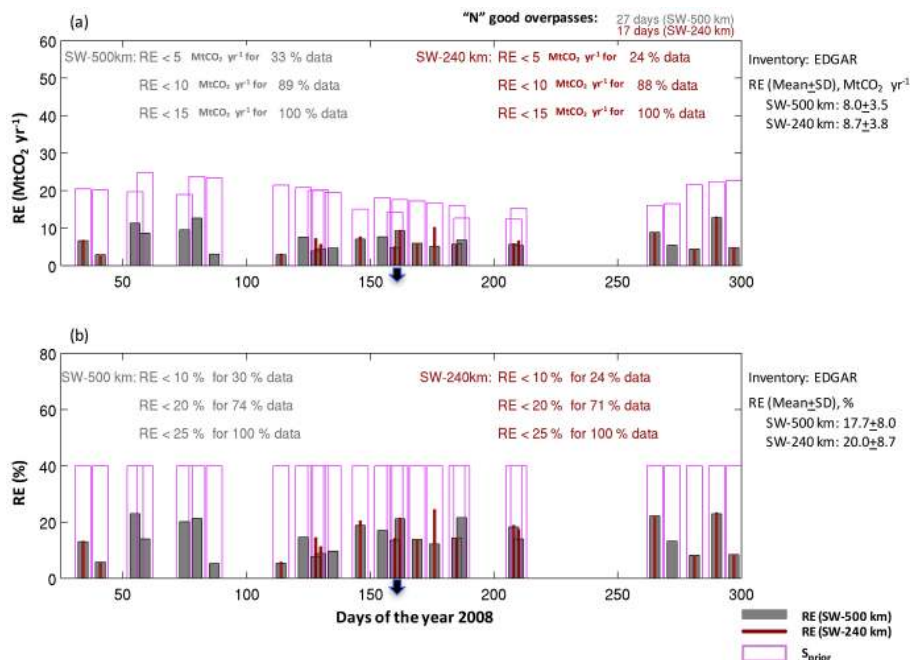 (a)
"N" good overpasses: 27 days (SW-500 km)
17 days (SW-240 km)
60
50
40
30
20
10
0
RE (MtCO₂ yr⁻¹)
SW-500km: RE < 5 MtCO₂ yr⁻¹ for 33 % data
RE < 10 MtCO₂ yr⁻¹ for 89 % data
RE < 15 MtCO₂ yr⁻¹ for 100 % data
SW-240 km: RE < 5 MtCO₂ yr⁻¹ for 24 % data
RE < 10 MtCO₂ yr⁻¹ for 88 % data
RE < 15 MtCO₂ yr⁻¹ for 100 % data
Inventory: EDGAR
RE (Mean±SD), MtCO₂ yr⁻¹
SW-500 km: 8.0±3.5
SW-240 km: 8.7±3.8
50 100 150 200 250 300
(b)
80
60
40
20
0
RE (%)
SW-500 km: RE < 10 % for 30 % data
RE < 20 % for 74 % data
RE < 25 % for 100 % data
SW-240km: RE < 10 % for 24 % data
RE < 20 % for 71 % data
RE < 25 % for 100 % data
Inventory: EDGAR
RE (Mean±SD), %
SW-500 km: 17.7±8.0
SW-240 km: 20.0±8.7
50 100 150 200 250 300
Days of the year 2008
RE (SW-500 km)
RE (SW-240 km)
Sprior